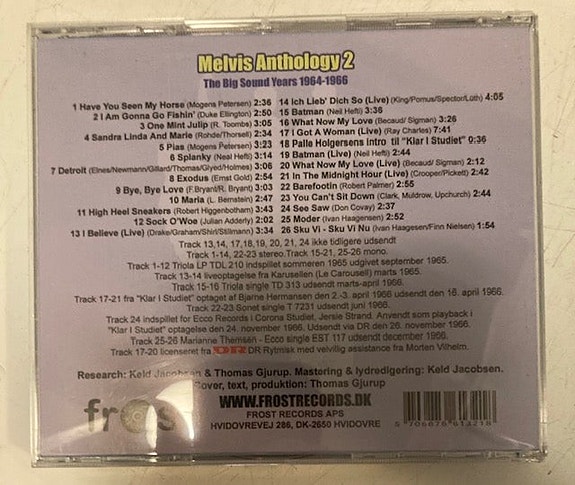 Melvis Anthology 2
The Big Sound Years 1964-1966
1 Have You Seen My Horse (Mogens Petersen) 2:36
2 I Am Gonna Go Fishin' (Duke Ellington) 2:50
3 One Mint Julip (R. Toombs) 3:05
4 Sandra Linda And Marie (Rohde/Thorsell) 2:34
5 Pias (Mogens Petersen) 3:23
6 Splanky (Neal Hefti) 3:14
7 Detroit (Elnes/Newmann/Gillard/Thomas/Glyed/Holmes) 3:06
8 Exodus (Ernst Gold) 2:54
9 Bye, Bye Love (F.Bryant/R. Bryant) 3:03
10 Maria (L. Bernstein) 2:47
11 High Heel Sneakers (Robert Higgenbotham) 3:43
12 Sock O'Woe (Julian Adderly) 2:02
13 I Believe (Live) (Drake/Graham/Shirl/Stillmann) 3:34
14 Ich Lieb' Dich So (Live) (King/Pomus/Spector/Lüth) 4:05
15 Batman (Neil Hefti) 3:36
16 What Now My Love (Becaud/ Sigman) 3:26
17 I Got A Woman (Live) (Ray Charles) 7:41
18 Palle Holgersens intro til "Klar I Studiet" 0:36
19 Batman (Live) (Neil Hefti) 2:44
20 What Now My Love (Live) (Becaud/ Sigman) 2:12
21 In The Midnight Hour (Live) (Crooper/Pickett) 2:42
22 Barefootin (Robert Palmer) 2:55
23 You Can't Sit Down (Clark, Muldrow, Upchurch) 2:44
24 See Saw (Don Covay) 2:37
25 Moder (Ivan Haagensen) 2:52
26 Sku Vi - Sku Vi Nu (Ivan Haagesen/Finn Nielsen) 2:42 1:54
Track 13,14, 17,18,19, 20, 21, 24 ikke tidligere udsendt
Track 1-14, 22-23 stereo.Track 15-21, 25-26 mono.
Track 1-12 Triola LP TDL 210 indspillet sommeren 1965 udgivet september 1965.
Track 13-14 liveoptagelse fra Karusellen (Le Carousell) marts 1965.
Track 15-16 Triola single TD 313 udsendt marts-april 1966.
Track 17-21 fra "Klar I Studiet" optaget af Bjarne Hermansen den 2.-3. april 1966 udsendt den 16. april 1966.
Track 22-23 Sonet single T 7231 udsendt juni 1966.
Track 24 indspillet for Ecco Records i Corona Studiet, Jersie Strand. Anvendt som playback i
"Klar I Studiet" optagelse den 24. november 1966. Udsendt via DR den 26. november 1966.
Track 25-26 Marianne Themsen - Ecco single EST 117 udsendt december 1966.
Track 17-20 licenseret fra DR DR Rytmisk med velvillig assistance fra Morten Vilhelm.
Research: Keld Jacobsen & Thomas Gjurup. Mastering & lydredigering: Keld Jacobsen.
Cover, text, produktion: Thomas Gjurup
frost
WWW.FROSTRECORDS.DK
FROST RECORDS APS
HVIDOVREVEJ 286, DK-2650 HVIDOVRE